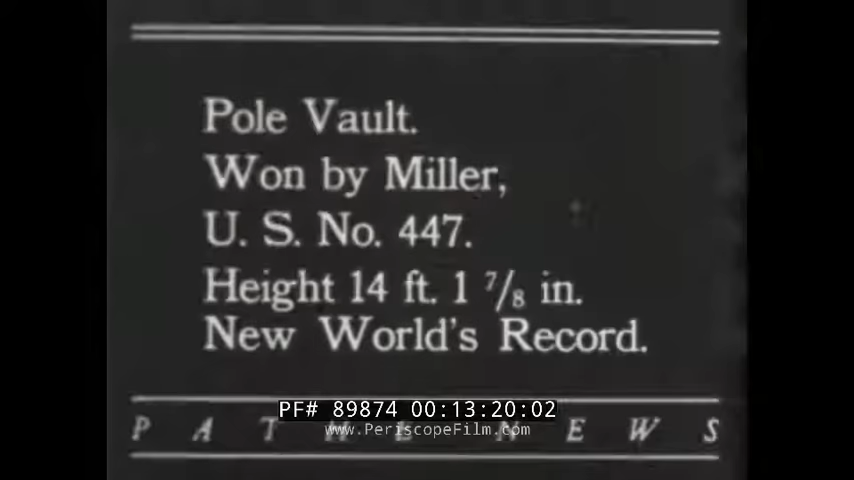 Pole Vault.
Won by Miller,
U. S. No. 447.
Height 14 ft. 1 7/8 in.
New World's Record.
PF# 89874 00:13:20:02
P A T H E N E W S
www.PeriscopeFilm.com